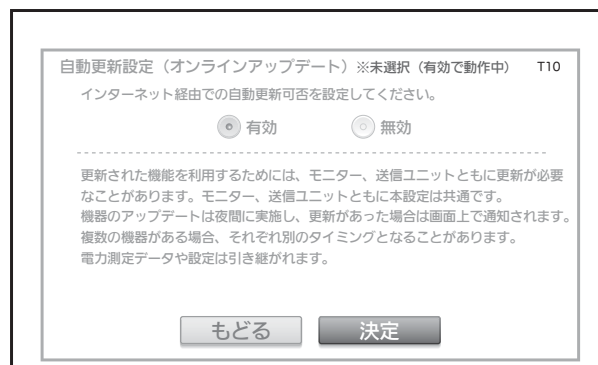 自動更新設定（オンラインアップデート）※未選択（有効で動作中） T10
インターネット経由での自動更新可否を設定してください。
有効 無効
更新された機能を利用するためには、モニター、送信ユニットともに更新が必要
なことがあります。モニター、送信ユニットともに本設定は共通です。
機器のアップデートは夜間に実施し、更新があった場合は画面上で通知されます。
複数の機器がある場合、それぞれ別のタイミングとなることがあります。
電力測定データや設定は引き継がれます。
もどる 決定